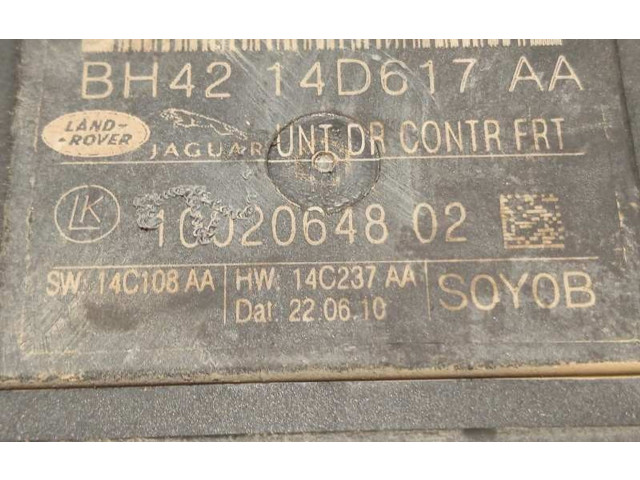 BH42 14D617 AA
LAND-
-ROVER
JAGUAR UNT DR CONTR FRT
LK 10020648 02
SW: 14C108 AA HW: 14C237 AA SOYOB
Dat: 22.06.10